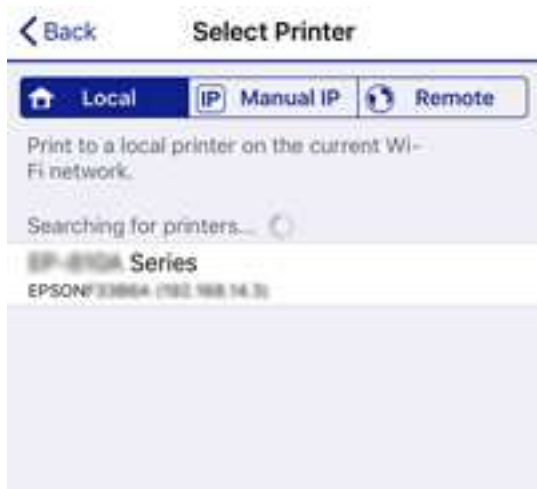 Back
Select Printer
Local
IP Manual IP
Remote
Print to a local printer on the current Wi-
Fi network.
Searching for printers...
Series
EPSON